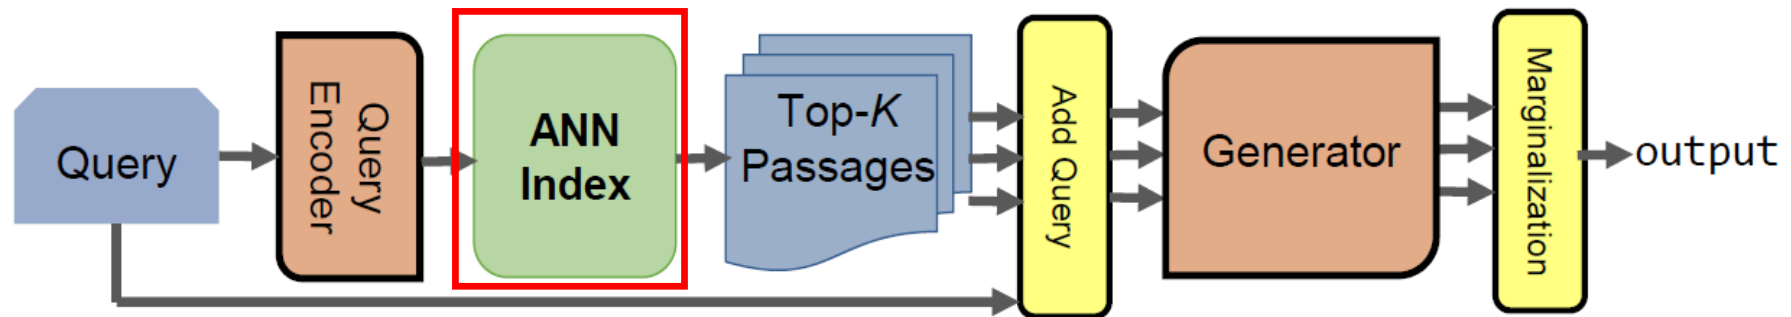 Query
Query
Encoder
ANN
Index
Top-K
Passages
Add Query
Generator
Marginalization
output